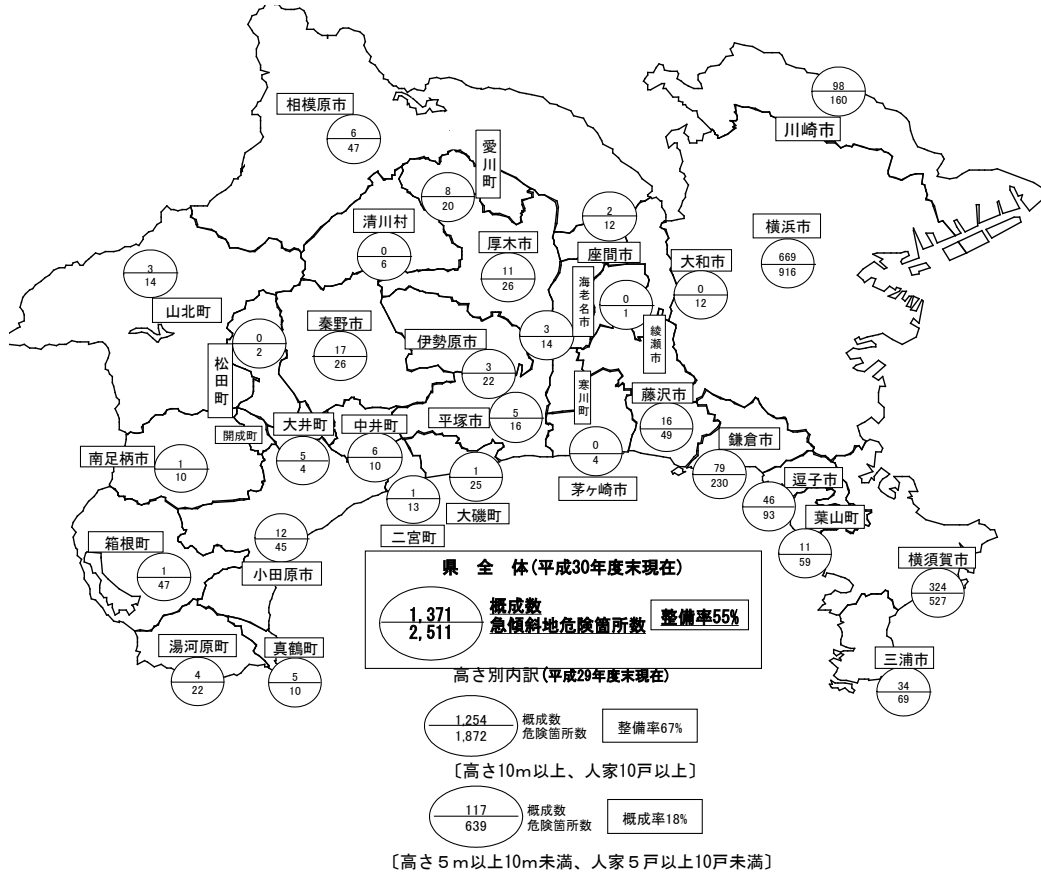 98
160
川崎市
相模原市
6
47
愛川町
8
20
清川村
0
6
厚木市
11
26
2
12
座間市
大和市
0
12
横浜市
669
916
3
14
山北町
海老名市
0
1
綾瀬市
秦野市
17
26
伊勢原市
3
22
3
14
0
2
松田町
寒川町
藤沢市
16
49
平塚市
5
16
大井町
5
4
中井町
6
10
開成町
南足柄市
1
10
0
4
茅ヶ崎市
鎌倉市
79
230
逗子市
46
93
葉山町
11
59
1
25
大磯町
1
13
二宮町
12
45
小田原市
箱根町
1
47
横須賀市
324
527
三浦市
34
69
湯河原町
4
22
真鶴町
5
10
県 全 体(平成30年度末現在)
1,371
2,511
概成数
急傾斜地危険箇所数
整備率55%
高さ別内訳(平成29年度末現在)
1,254
1,872
概成数
危険箇所数
整備率67%
〔高さ10m以上、人家10戸以上〕
117
639
概成数
危険箇所数
概成率18%
〔高さ5m以上10m未満、人家5戸以上10戸未満〕